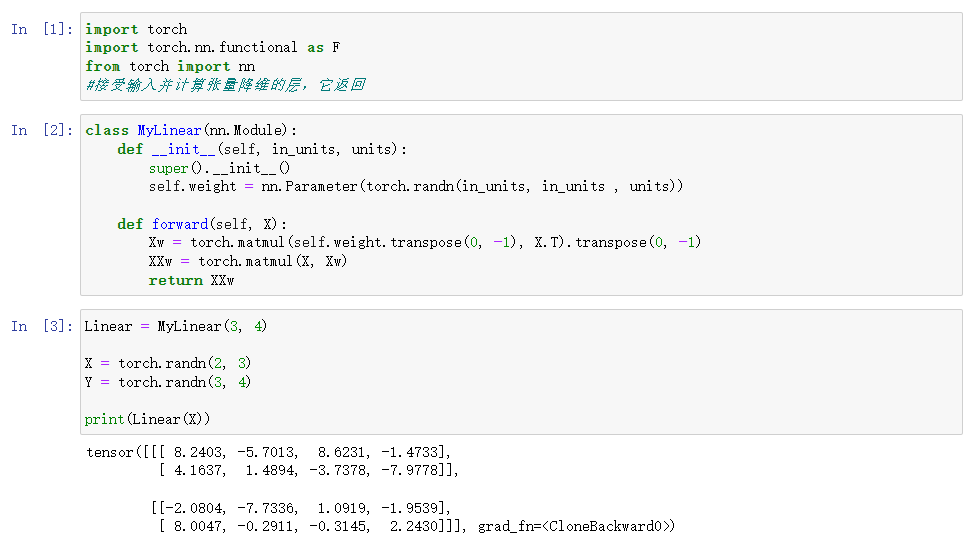 In [1]: import torch
import torch.nn.functional as F
from torch import nn
#接受输入并计算张量降维的层，它返回
In [2]: class MyLinear(nn.Module):
    def __init__(self, in_units, units):
        super().__init__()
        self.weight = nn.Parameter(torch.randn(in_units, in_units , units))
    def forward(self, X):
        Xw = torch.matmul(self.weight.transpose(0, -1), X.T).transpose(0, -1)
        XXw = torch.matmul(X, Xw)
        return XXw
In [3]: Linear = MyLinear(3, 4)
X = torch.randn(2, 3)
Y = torch.randn(3, 4)
print(Linear(X))
tensor([[[ 8.2403, -5.7013,  8.6231, -1.4733],
         [ 4.1637,  1.4894, -3.7378, -7.9778]],
        [[-2.0804, -7.7336,  1.0919, -1.9539],
         [ 8.0047, -0.2911, -0.3145,  2.2430]]], grad_fn=<CloneBackward0>)